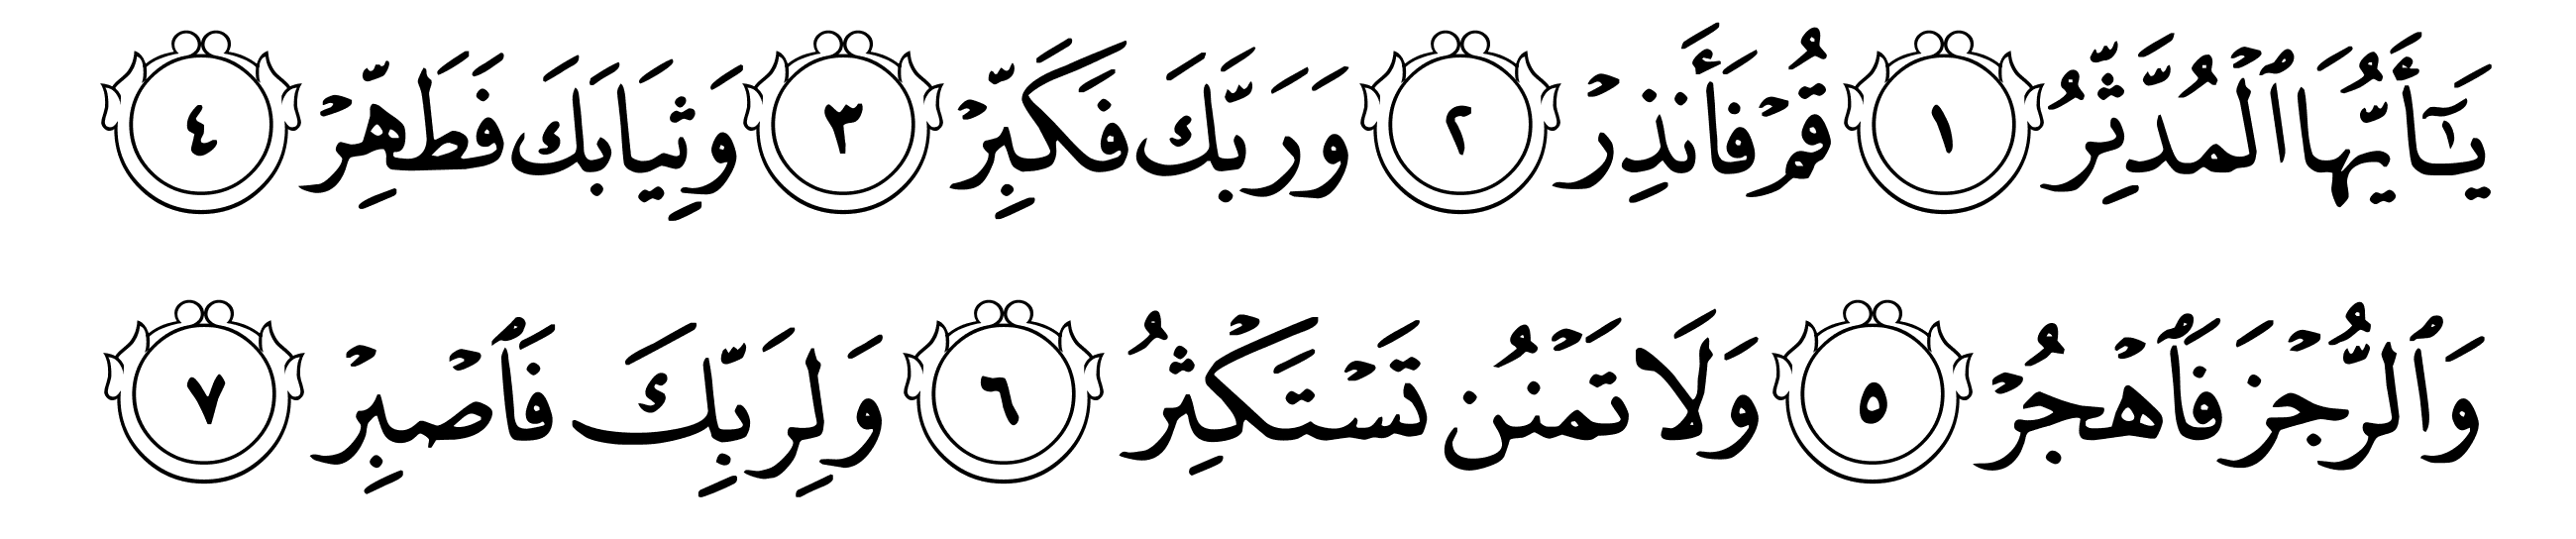 يَـٰٓأَيُّهَا ٱلْمُدَّثِّرُ ١ قُمْ فَأَنذِرْ ٢ وَرَبَّكَ فَكَبِّرْ ٣ وَثِيَابَكَ فَطَهِّرْ ٤
وَٱلرُّجْزَ فَٱهْجُرْ ٥ وَلَا تَمْنُن تَسْتَكْثِرُ ٦ وَلِرَبِّكَ فَٱصْبِرْ ٧